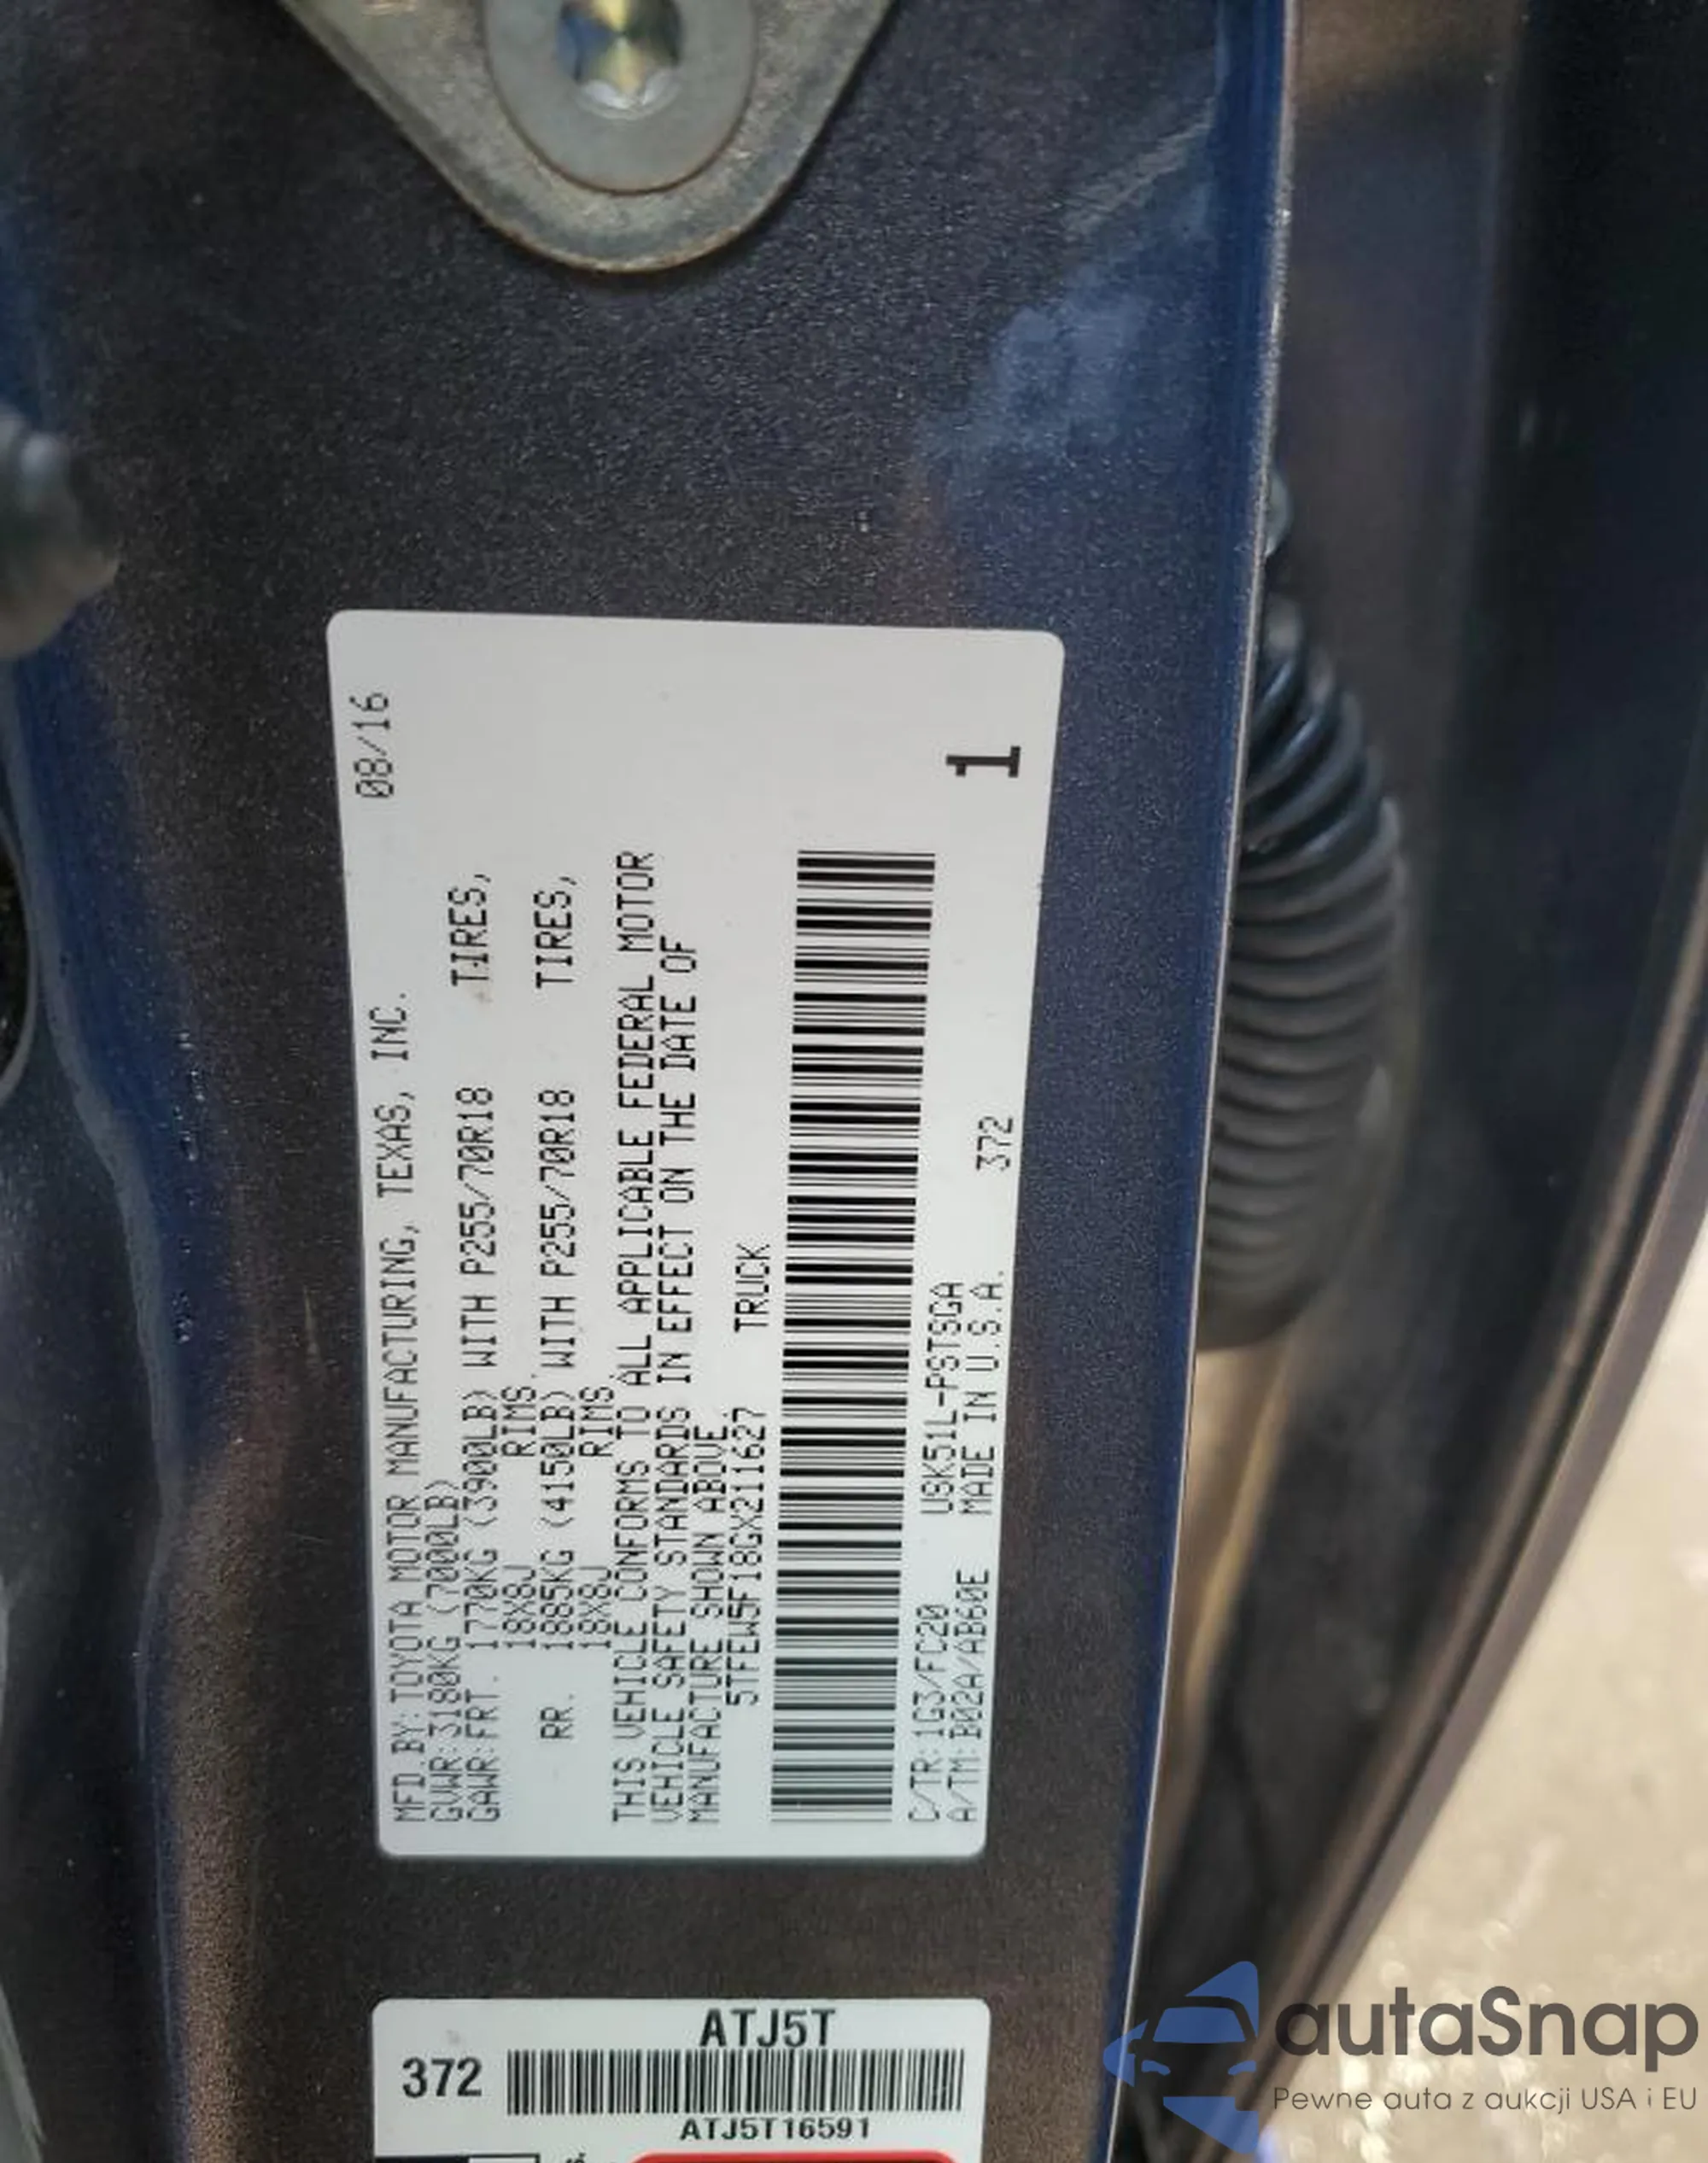 08/16
MFD.BY:TOYOTA MOTOR MANUFACTURING, TEXAS, INC.
GVWR:3180KG (7000LB)
GAWR:FRT. 1770KG (3900LB) WITH P255/70R18 TIRES,
18X8J RIMS,
RR. 1885KG (4150LB) WITH P255/70R18 TIRES,
18X8J RIMS.
THIS VEHICLE CONFORMS TO ALL APPLICABLE FEDERAL MOTOR
VEHICLE SAFETY STANDARDS IN EFFECT ON THE DATE OF
MANUFACTURE SHOWN ABOVE.
5TFEW5F18GX211627 TRUCK
C/TR:1G3/FC20 USK51L-PSTSGA
A/TM:B02A/AB60E MADE IN U.S.A. 372
1
ATJ5T
372
ATJ5T16591
autaSnap
Pewne auta z aukcji USA i EU